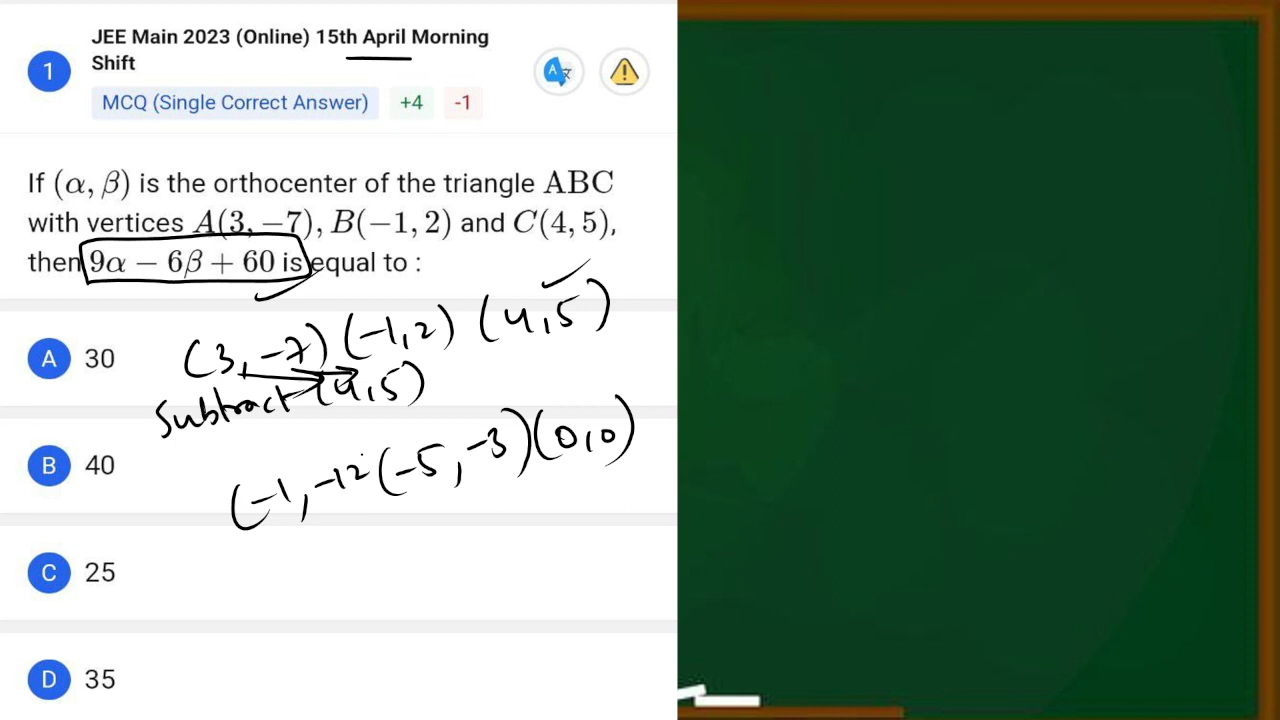 1
JEE Main 2023 (Online) 15th April Morning
Shift
MCQ (Single Correct Answer) +4 -1
If (α, β) is the orthocenter of the triangle ABC
with vertices A(3, −7), B(−1, 2) and C(4, 5),
then 9α − 6β + 60 is equal to :
(3, -7) (-1, 2) (4, 5)
A 30
Subtract (4, 5)
(-1, -12 (-5, -3) (0, 0)
B 40
C 25
D 35